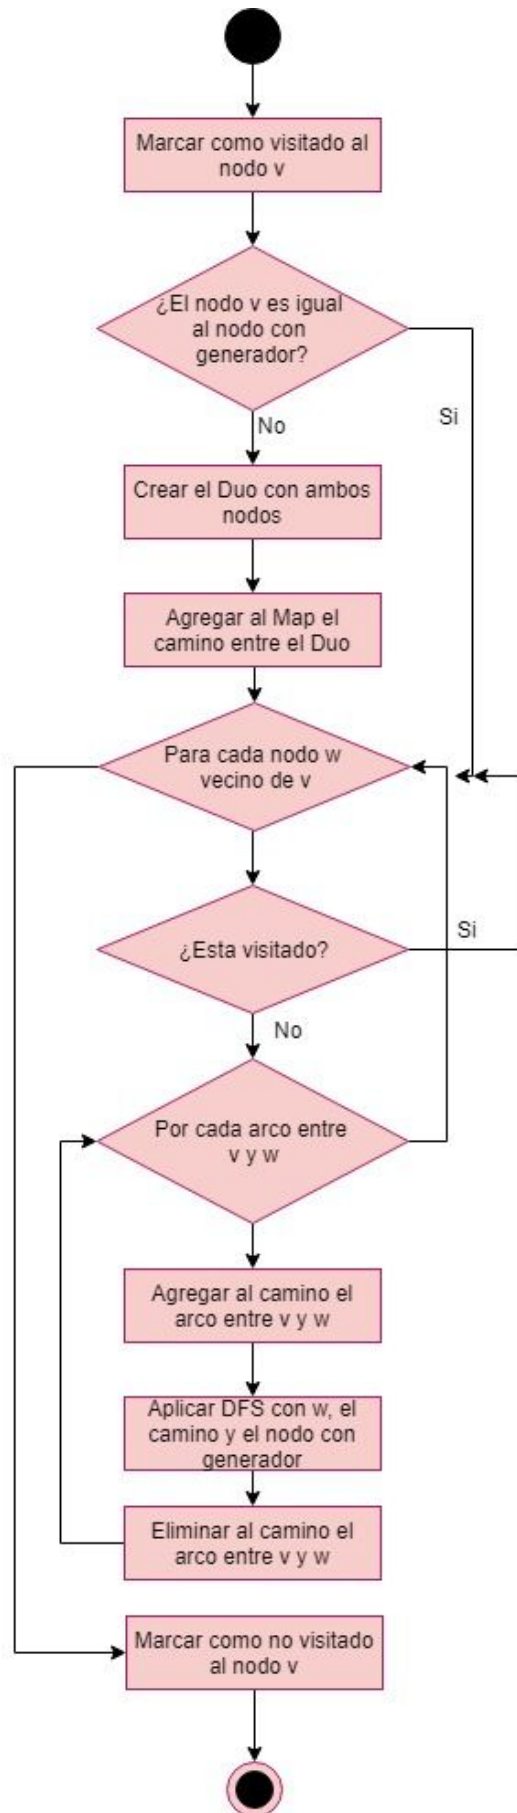 Marcar como visitado al
nodo v
¿El nodo v es igual
al nodo con
generador?
Si
No
Crear el Duo con ambos
nodos
Agregar al Map el
camino entre el Duo
Para cada nodo w
vecino de v
¿Esta visitado?
Si
No
Por cada arco entre
v y w
Agregar al camino el
arco entre v y w
Aplicar DFS con w, el
camino y el nodo con
generador
Eliminar al camino el
arco entre v y w
Marcar como no visitado
al nodo v